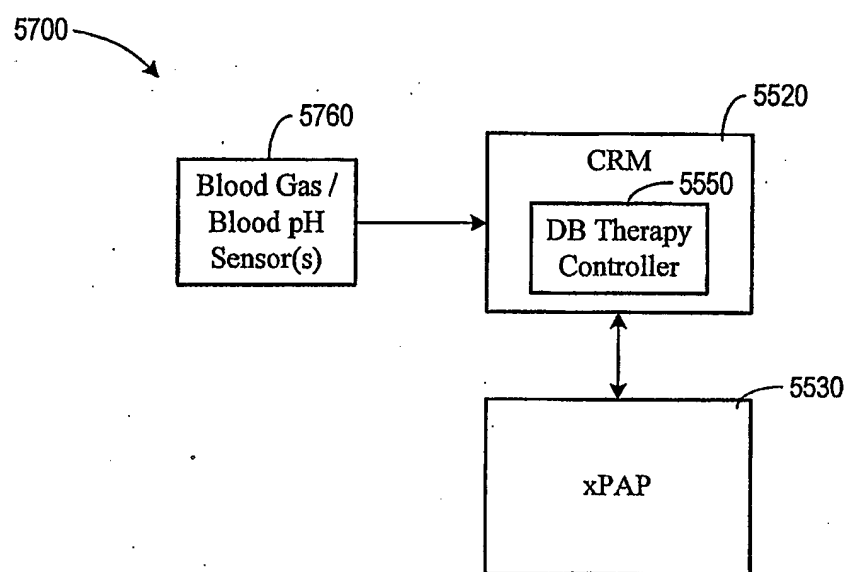 5700
5760
Blood Gas /
Blood pH
Sensor(s)
5520
CRM
5550
DB Therapy
Controller
5530
xPAP